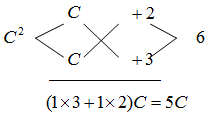 C +2
C² 6
C +3
(1×3+1×2)C=5C